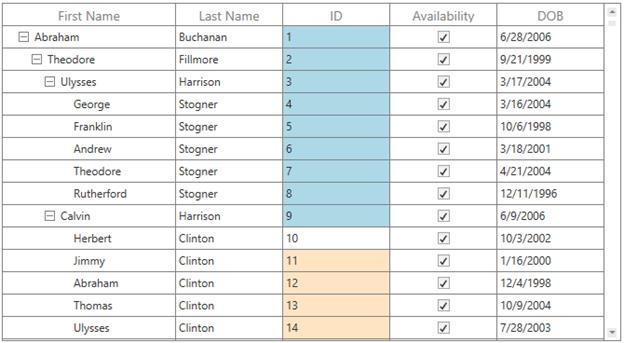 First Name Last Name ID Availability DOB
Abraham Buchanan 1 6/28/2006
Theodore Fillmore 2 9/21/1999
Ulysses Harrison 3 3/17/2004
George Stogner 4 3/16/2004
Franklin Stogner 5 10/6/1998
Andrew Stogner 6 3/18/2001
Theodore Stogner 7 4/21/2004
Rutherford Stogner 8 12/11/1996
Calvin Harrison 9 6/9/2006
Herbert Clinton 10 10/3/2002
Jimmy Clinton 11 1/16/2000
Abraham Clinton 12 12/4/1998
Thomas Clinton 13 10/9/2004
Ulysses Clinton 14 7/28/2003